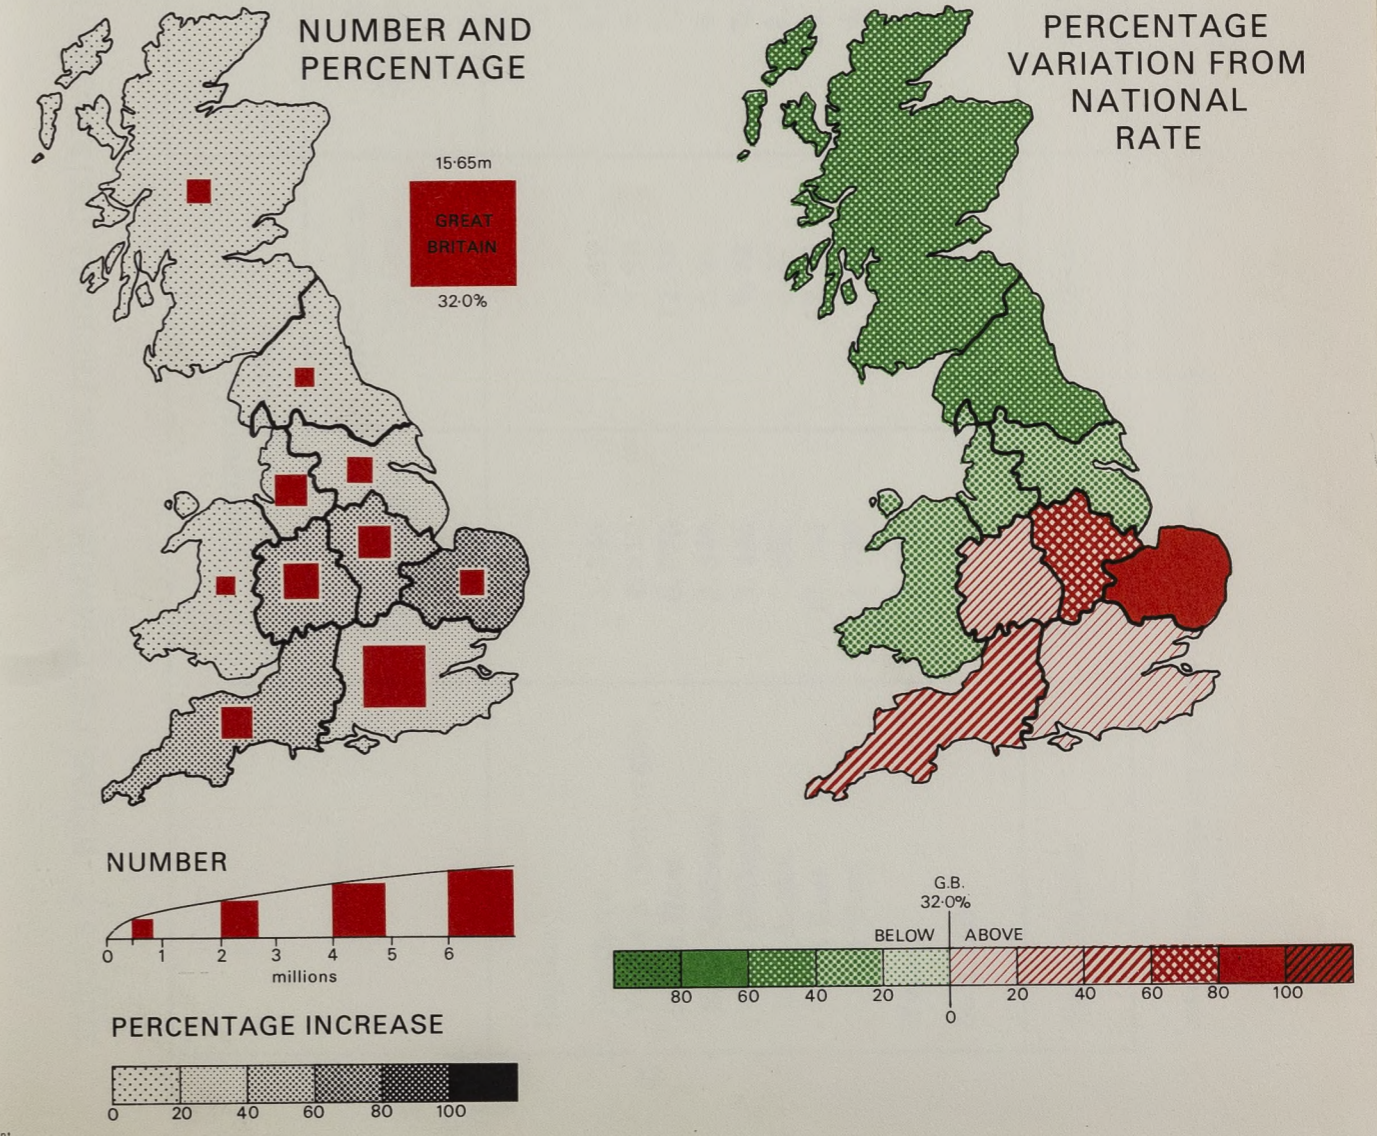 NUMBER AND
PERCENTAGE
15·65m
GREAT
BRITAIN
32·0%
PERCENTAGE
VARIATION FROM
NATIONAL
RATE
NUMBER
0 1 2 3 4 5 6
millions
PERCENTAGE INCREASE
0 20 40 60 80 100
G.B.
32·0%
BELOW ABOVE
80 60 40 20 20 40 60 80 100
0